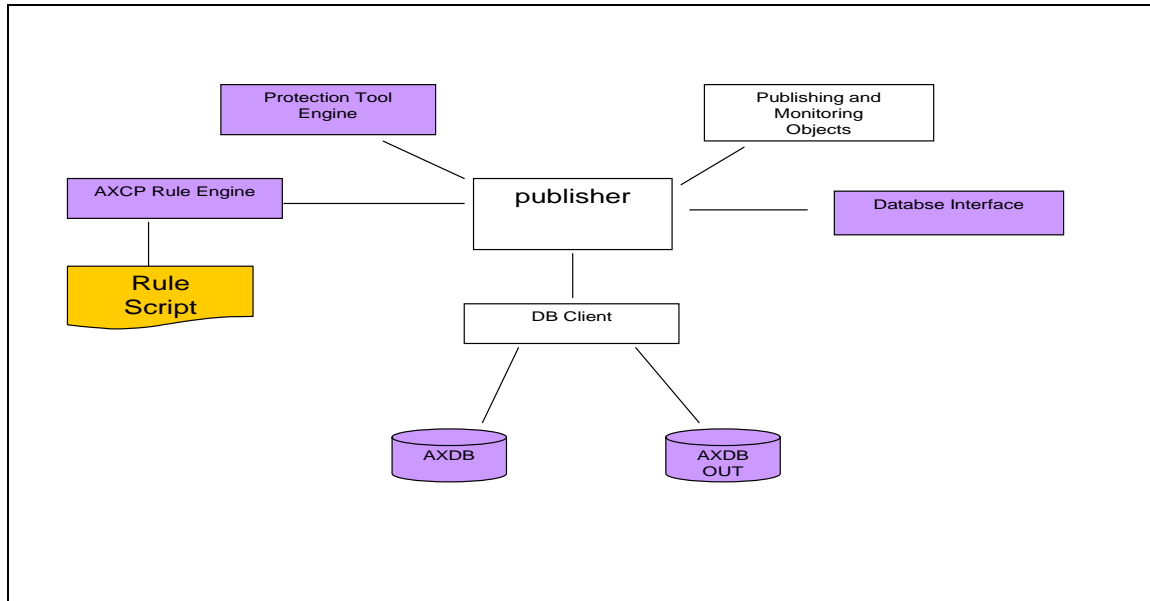 Protection Tool
Engine
Publishing and
Monitoring
Objects
AXCP Rule Engine
publisher
Databse Interface
Rule
Script
DB Client
AXDB
AXDB
OUT